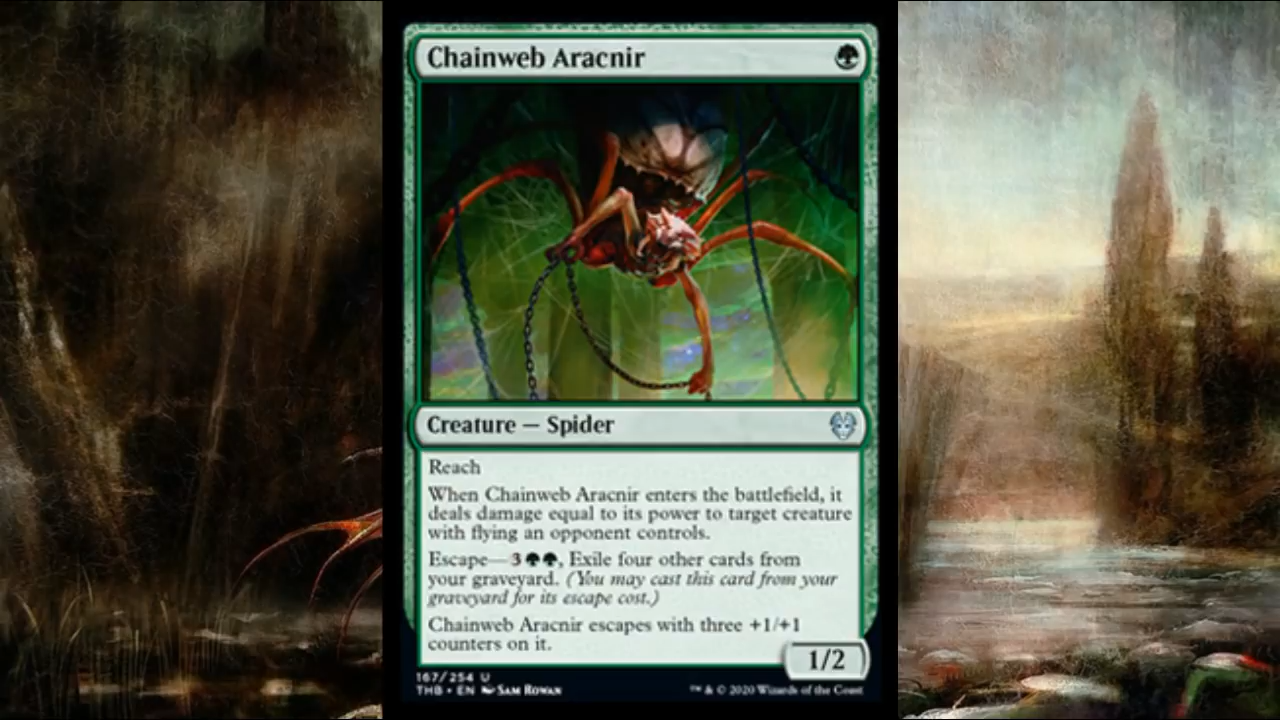 Chainweb Aracnir
Creature — Spider
Reach
When Chainweb Aracnir enters the battlefield, it
deals damage equal to its power to target creature
with flying an opponent controls.
Escape—3, Exile four other cards from
your graveyard. (You may cast this card from your
graveyard for its escape cost.)
Chainweb Aracnir escapes with three +1/+1
counters on it.
1/2
167/254 U
THB • EN Sam Rowan
™ & © 2020 Wizards of the Coast